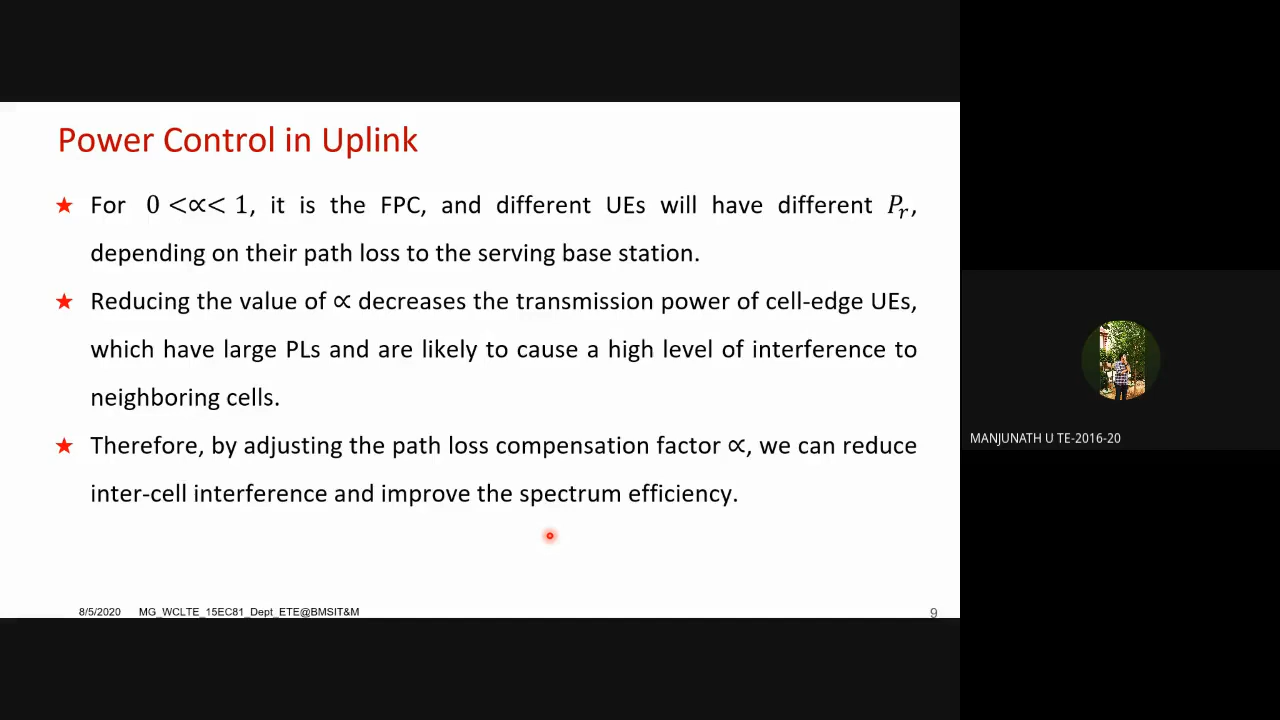 Power Control in Uplink
★ For 0 <∝< 1, it is the FPC, and different UEs will have different Pᵣ,
depending on their path loss to the serving base station.
★ Reducing the value of ∝ decreases the transmission power of cell-edge UEs,
which have large PLs and are likely to cause a high level of interference to
neighboring cells.
★ Therefore, by adjusting the path loss compensation factor ∝, we can reduce
inter-cell interference and improve the spectrum efficiency.
8/5/2020 MG_WCLTE_15EC81_Dept_ETE@BMSIT&M 9
MANJUNATH U TE-2016-20